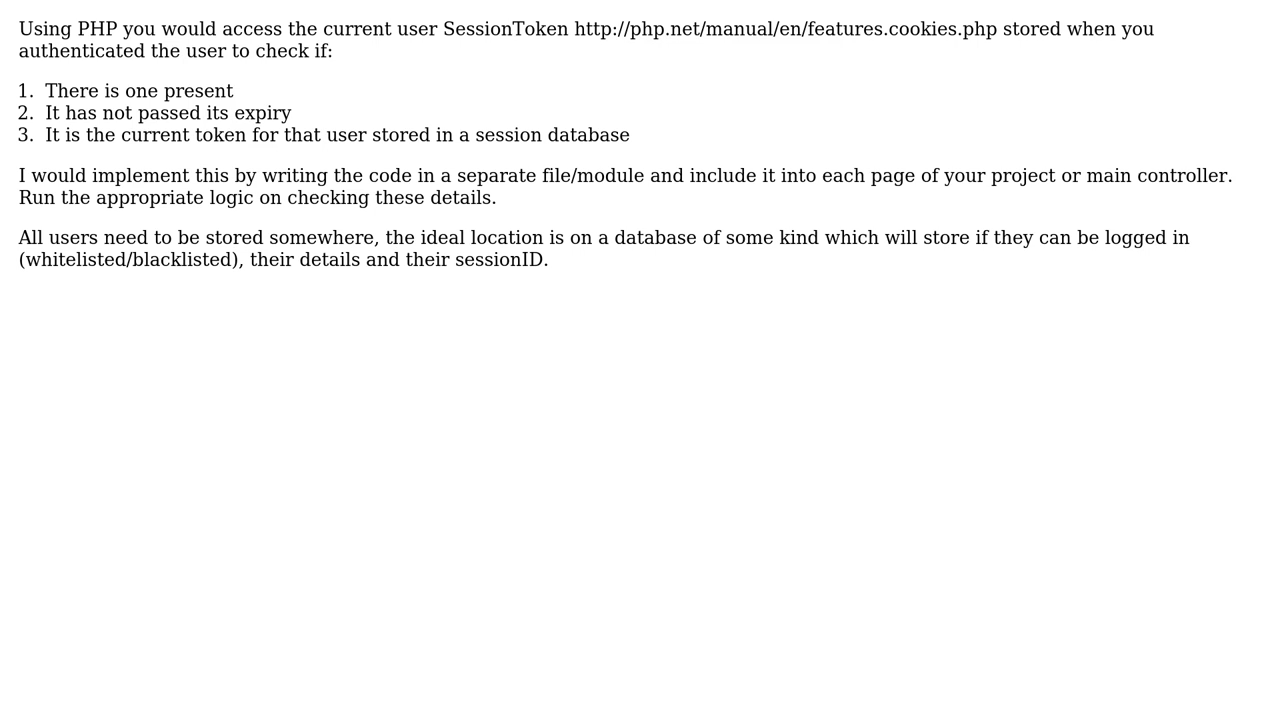 Using PHP you would access the current user SessionToken http://php.net/manual/en/features.cookies.php stored when you
authenticated the user to check if:
1. There is one present
2. It has not passed its expiry
3. It is the current token for that user stored in a session database
I would implement this by writing the code in a separate file/module and include it into each page of your project or main controller.
Run the appropriate logic on checking these details.
All users need to be stored somewhere, the ideal location is on a database of some kind which will store if they can be logged in
(whitelisted/blacklisted), their details and their sessionID.